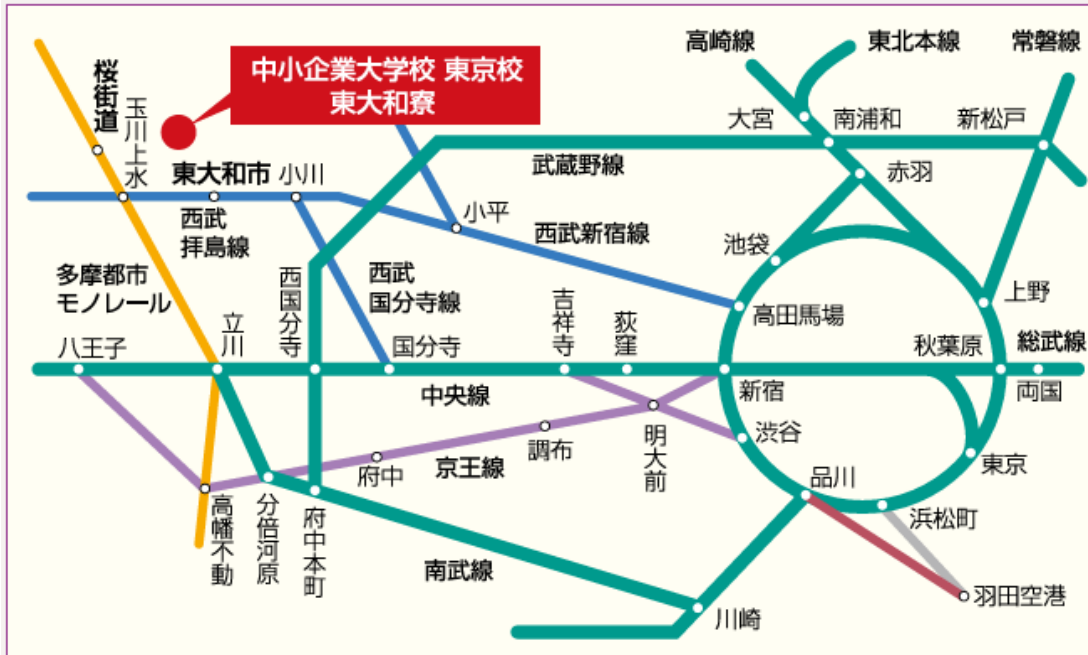 高崎線
東北本線
常磐線
中小企業大学校 東京校
東大和寮
桜街道
玉川上水
大宮
南浦和
新松戸
武蔵野線
赤羽
東大和市
小川
西武
拝島線
小平
西武新宿線
池袋
多摩都市
モノレール
西国分寺
西武
国分寺線
吉祥寺
荻窪
高田馬場
上野
八王子
立川
国分寺
秋葉原
総武線
中央線
新宿
両国
渋谷
明大前
調布
京王線
府中
品川
東京
浜松町
高幡不動
分倍河原
府中本町
南武線
川崎
羽田空港